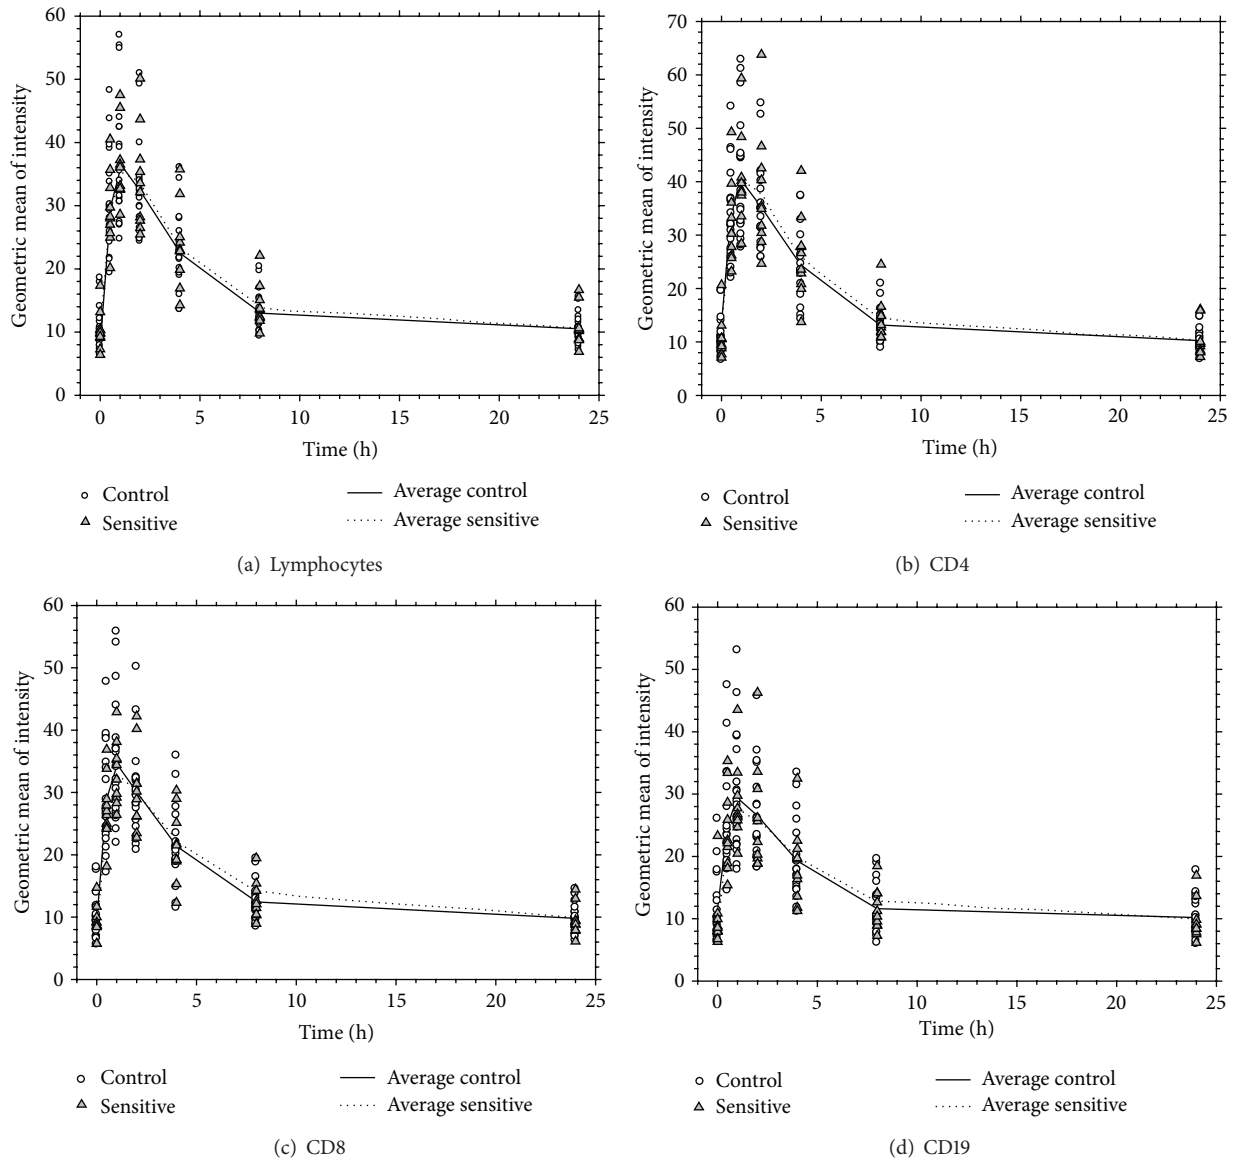 60
50
40
30
20
10
0
Geometric mean of intensity
0 5 10 15 20 25
Time (h)
Control
Average control
Sensitive
Average sensitive
(a) Lymphocytes
70
60
50
40
30
20
10
0
Geometric mean of intensity
0 5 10 15 20 25
Time (h)
Control
Average control
Sensitive
Average sensitive
(b) CD4
60
50
40
30
20
10
0
Geometric mean of intensity
0 5 10 15 20 25
Time (h)
Control
Average control
Sensitive
Average sensitive
(c) CD8
60
50
40
30
20
10
0
Geometric mean of intensity
0 5 10 15 20 25
Time (h)
Control
Average control
Sensitive
Average sensitive
(d) CD19